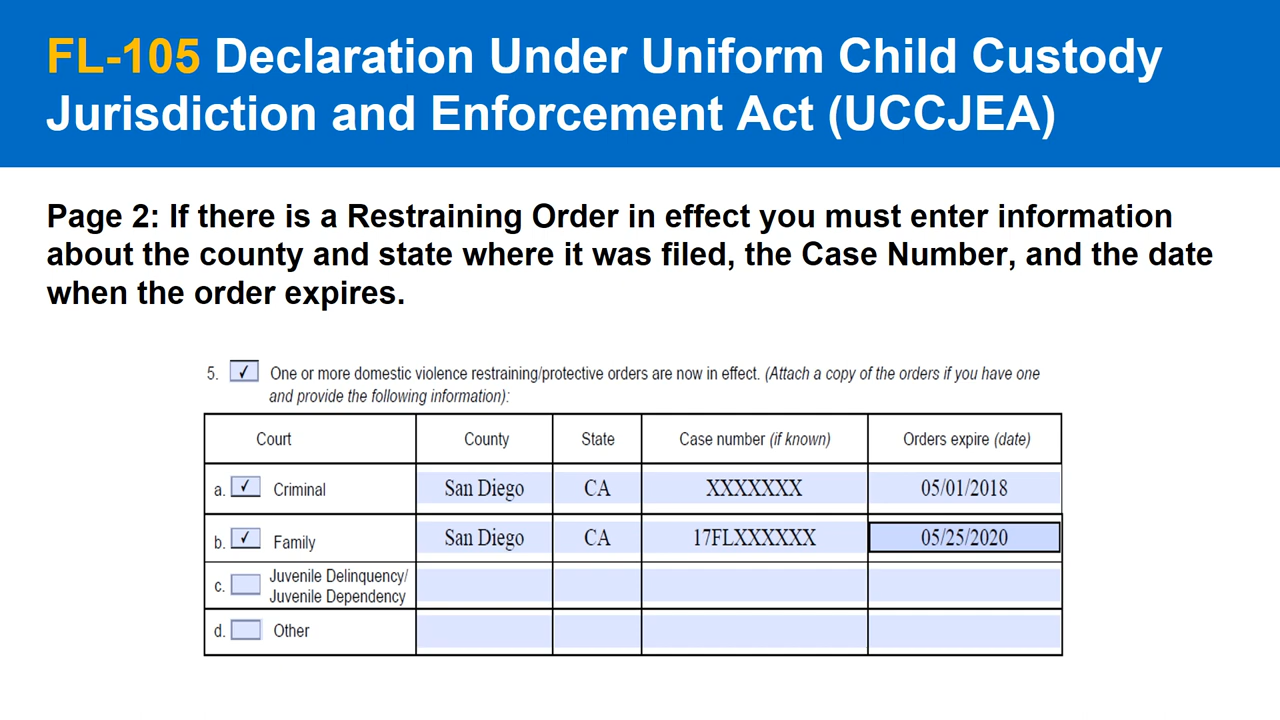 FL-105 Declaration Under Uniform Child Custody
Jurisdiction and Enforcement Act (UCCJEA)
Page 2: If there is a Restraining Order in effect you must enter information
about the county and state where it was filed, the Case Number, and the date
when the order expires.
5. ✓ One or more domestic violence restraining/protective orders are now in effect. (Attach a copy of the orders if you have one
and provide the following information):
Court County State Case number (if known) Orders expire (date)
a. ✓ Criminal San Diego CA XXXXXXX 05/01/2018
b. ✓ Family San Diego CA 17FLXXXXXX 05/25/2020
c. Juvenile Delinquency/
Juvenile Dependency
d. Other